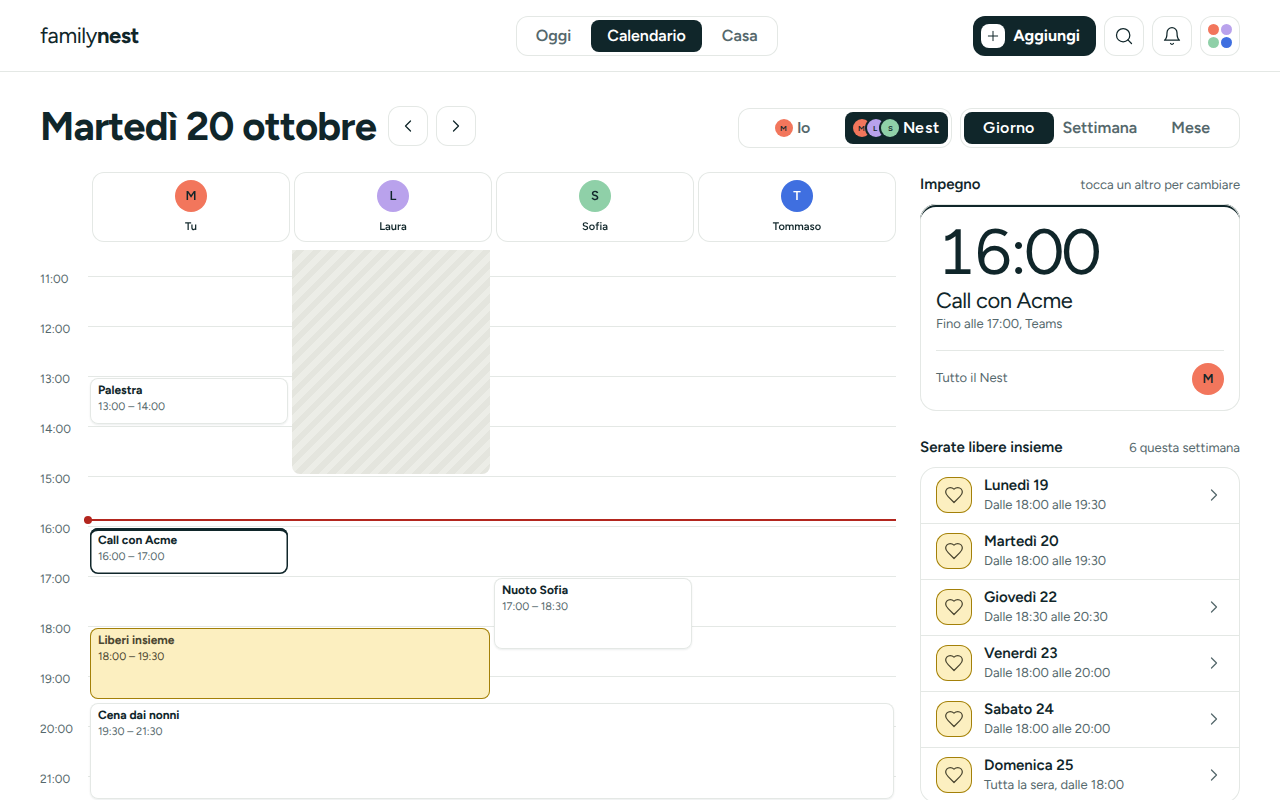 familynest
Oggi
Calendario
Casa
Aggiungi
Martedì 20 ottobre
M Io
M L S Nest
Giorno
Settimana
Mese
M
Tu
L
Laura
S
Sofia
T
Tommaso
11:00
12:00
13:00
Palestra
13:00 – 14:00
14:00
15:00
16:00
Call con Acme
16:00 – 17:00
17:00
Nuoto Sofia
17:00 – 18:30
18:00
Liberi insieme
18:00 – 19:30
19:00
Cena dai nonni
19:30 – 21:30
20:00
21:00
Impegno
tocca un altro per cambiare
16:00
Call con Acme
Fino alle 17:00, Teams
Tutto il Nest
M
Serate libere insieme
6 questa settimana
Lunedì 19
Dalle 18:00 alle 19:30
Martedì 20
Dalle 18:00 alle 19:30
Giovedì 22
Dalle 18:30 alle 20:30
Venerdì 23
Dalle 18:00 alle 20:00
Sabato 24
Dalle 18:00 alle 20:00
Domenica 25
Tutta la sera, dalle 18:00